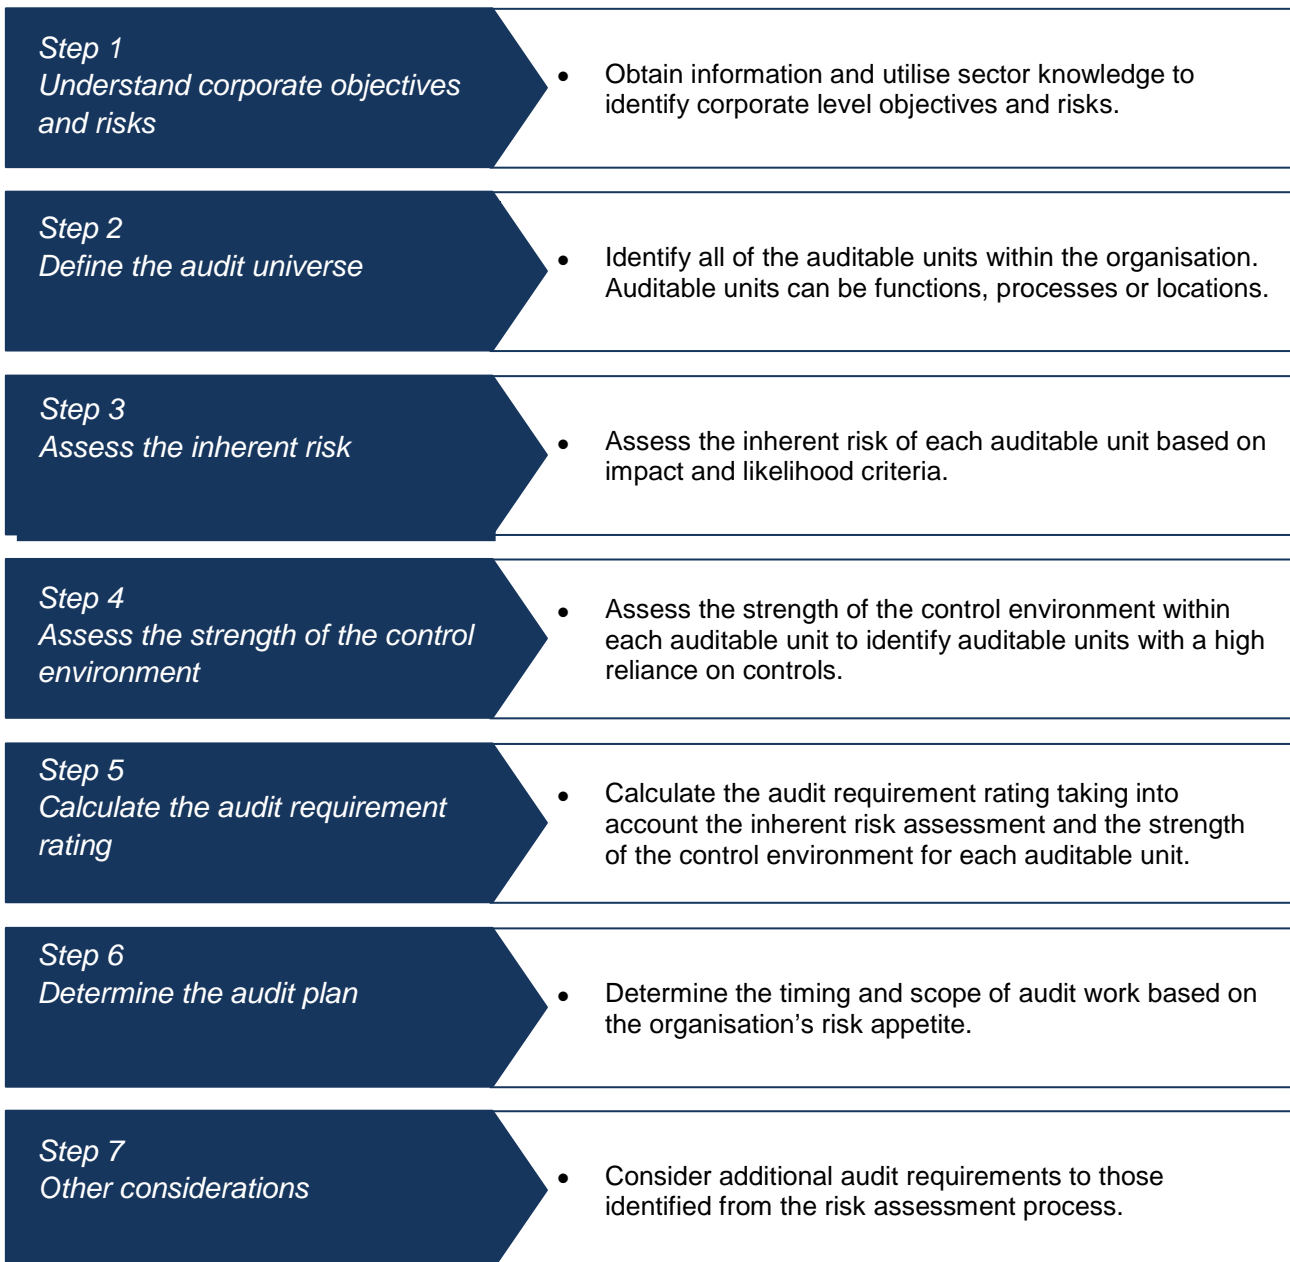 Step 1
Understand corporate objectives
and risks
• Obtain information and utilise sector knowledge to
identify corporate level objectives and risks.
Step 2
Define the audit universe
• Identify all of the auditable units within the organisation.
Auditable units can be functions, processes or locations.
Step 3
Assess the inherent risk
• Assess the inherent risk of each auditable unit based on
impact and likelihood criteria.
Step 4
Assess the strength of the control
environment
• Assess the strength of the control environment within
each auditable unit to identify auditable units with a high
reliance on controls.
Step 5
Calculate the audit requirement
rating
• Calculate the audit requirement rating taking into
account the inherent risk assessment and the strength
of the control environment for each auditable unit.
Step 6
Determine the audit plan
• Determine the timing and scope of audit work based on
the organisation’s risk appetite.
Step 7
Other considerations
• Consider additional audit requirements to those
identified from the risk assessment process.